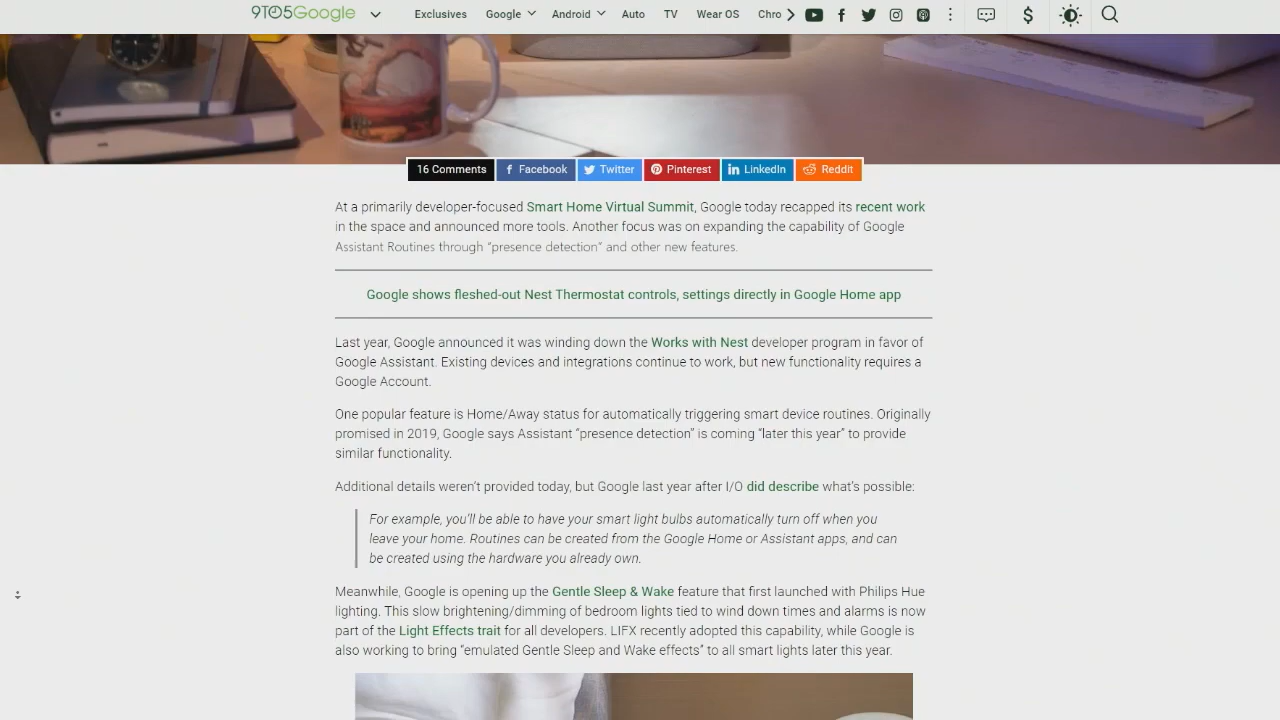 9TO5Google
Exclusives Google Android Auto TV Wear OS Chro
16 Comments Facebook Twitter Pinterest LinkedIn Reddit
At a primarily developer-focused Smart Home Virtual Summit, Google today recapped its recent work
in the space and announced more tools. Another focus was on expanding the capability of Google
Assistant Routines through “presence detection” and other new features.
Google shows fleshed-out Nest Thermostat controls, settings directly in Google Home app
Last year, Google announced it was winding down the Works with Nest developer program in favor of
Google Assistant. Existing devices and integrations continue to work, but new functionality requires a
Google Account.
One popular feature is Home/Away status for automatically triggering smart device routines. Originally
promised in 2019, Google says Assistant “presence detection” is coming “later this year” to provide
similar functionality.
Additional details weren’t provided today, but Google last year after I/O did describe what’s possible:
For example, you’ll be able to have your smart light bulbs automatically turn off when you
leave your home. Routines can be created from the Google Home or Assistant apps, and can
be created using the hardware you already own.
Meanwhile, Google is opening up the Gentle Sleep & Wake feature that first launched with Philips Hue
lighting. This slow brightening/dimming of bedroom lights tied to wind down times and alarms is now
part of the Light Effects trait for all developers. LIFX recently adopted this capability, while Google is
also working to bring “emulated Gentle Sleep and Wake effects” to all smart lights later this year.